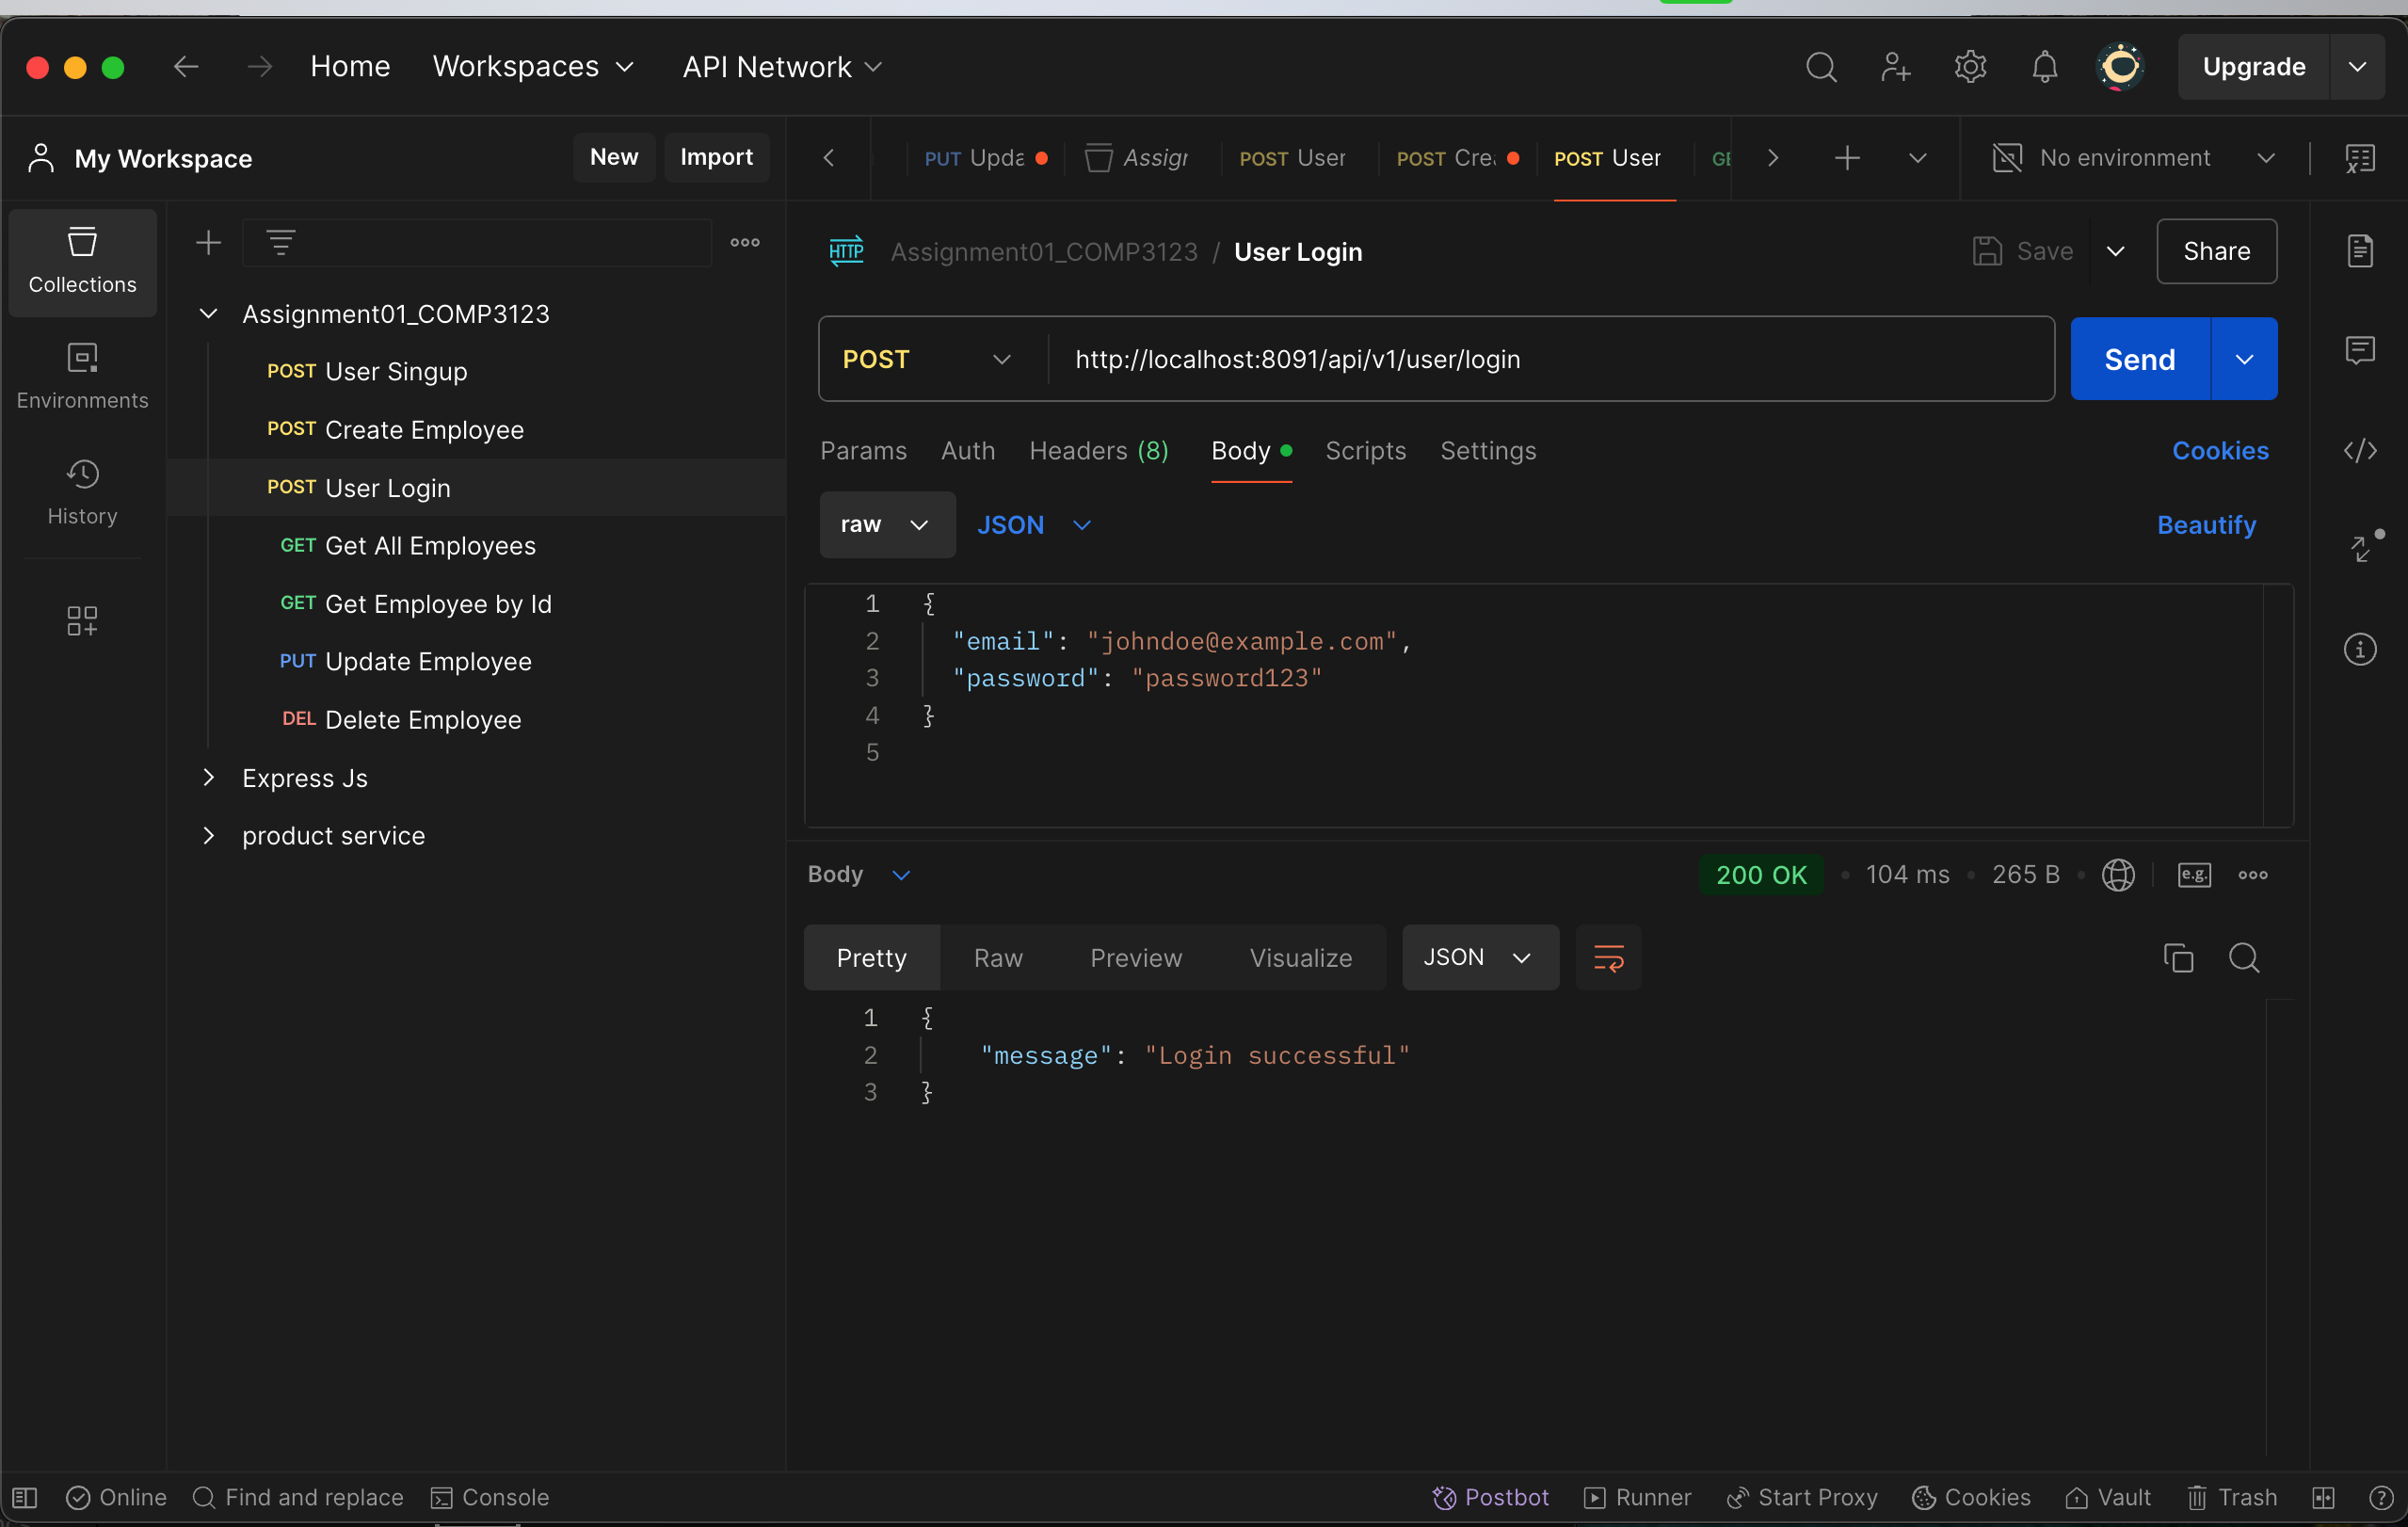 Home Workspaces API Network Upgrade
My Workspace New Import
PUT Upda Assigr POST User POST Cre POST User GE No environment
Collections
Environments
History
Assignment01_COMP3123
POST User Singup
POST Create Employee
POST User Login
GET Get All Employees
GET Get Employee by Id
PUT Update Employee
DEL Delete Employee
Express Js
product service
HTTP Assignment01_COMP3123 / User Login Save Share
POST http://localhost:8091/api/v1/user/login Send
Params Auth Headers (8) Body Scripts Settings Cookies
raw JSON Beautify
1 {
2 "email": "johndoe@example.com",
3 "password": "password123"
4 }
5
Body 200 OK 104 ms 265 B e.g.
Pretty Raw Preview Visualize JSON
1 {
2 "message": "Login successful"
3 }
Online Find and replace Console Postbot Runner Start Proxy Cookies Vault Trash